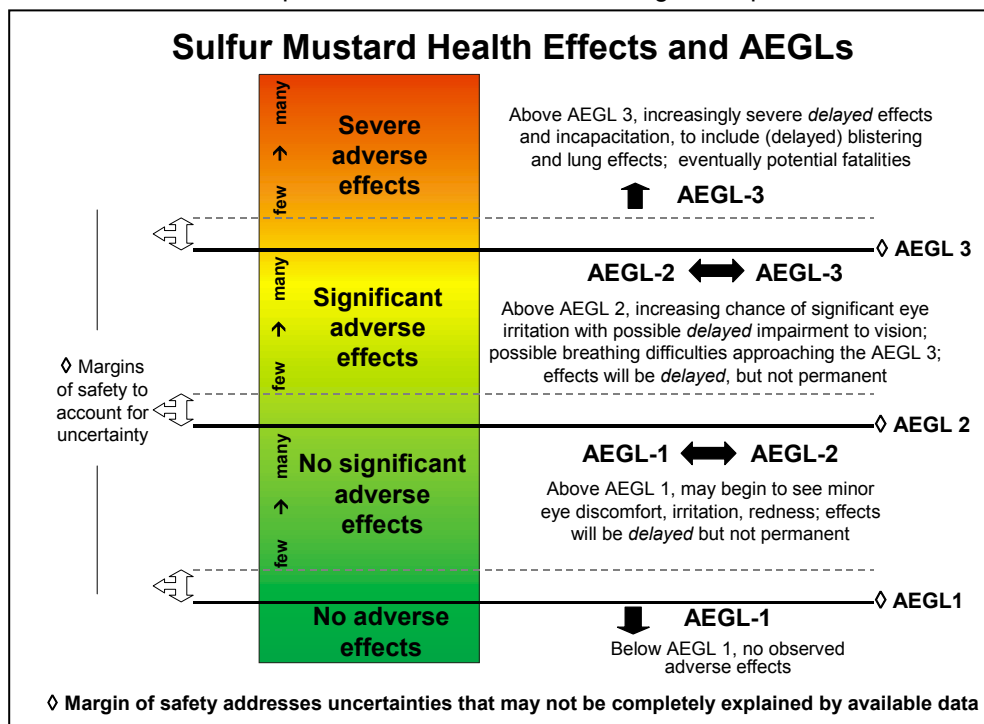 Sulfur Mustard Health Effects and AEGLs
many
↑
few
Severe
adverse
effects
Above AEGL 3, increasingly severe delayed effects
and incapacitation, to include (delayed) blistering
and lung effects; eventually potential fatalities
AEGL-3
◊ AEGL 3
AEGL-2 AEGL-3
many
↑
few
Significant
adverse
effects
Above AEGL 2, increasing chance of significant eye
irritation with possible delayed impairment to vision;
possible breathing difficulties approaching the AEGL 3;
effects will be delayed, but not permanent
◊ Margins
of safety to
account for
uncertainty
◊ AEGL 2
AEGL-1 AEGL-2
many
↑
few
No significant
adverse
effects
Above AEGL 1, may begin to see minor
eye discomfort, irritation, redness; effects
will be delayed but not permanent
◊ AEGL1
No adverse
effects
AEGL-1
Below AEGL 1, no observed
adverse effects
◊ Margin of safety addresses uncertainties that may not be completely explained by available data